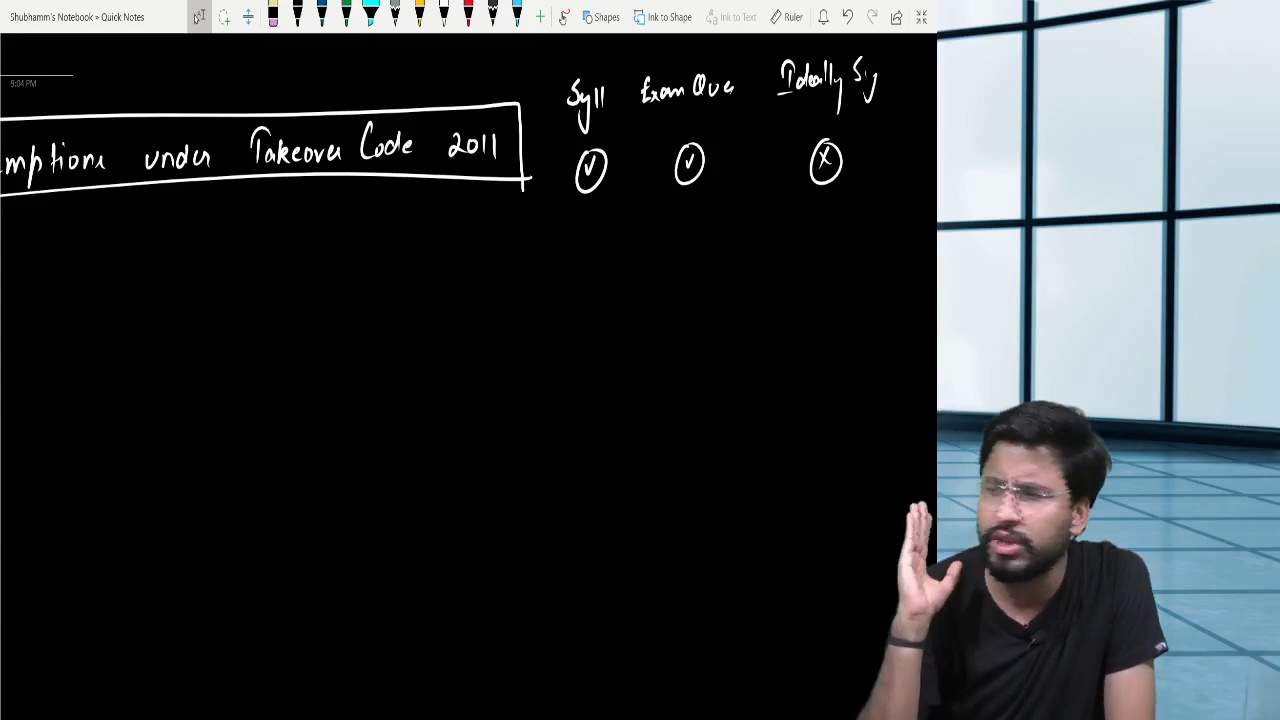 Shubhamm's Notebook » Quick Notes
Shapes Ink to Shape Ink to Text Ruler
9:04 PM
Syll Exam Que Ideally Sig
mptions under Takeover Code 2011